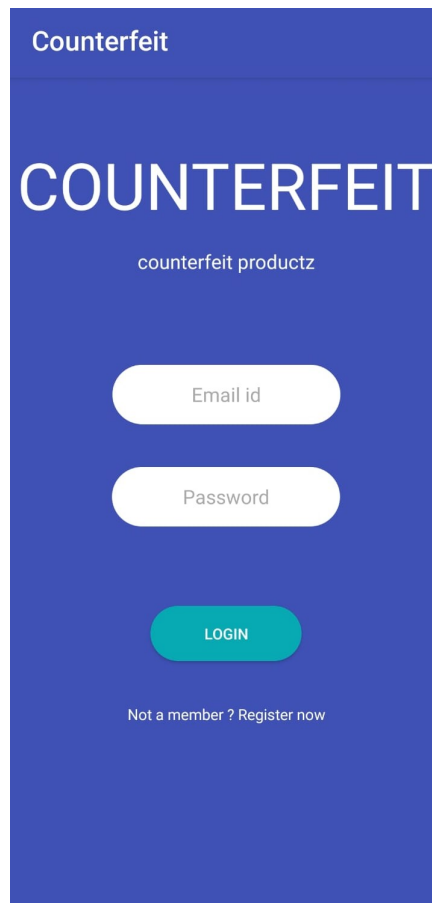 Counterfeit
COUNTERFEIT
counterfeit productz
Email id
Password
LOGIN
Not a member ? Register now